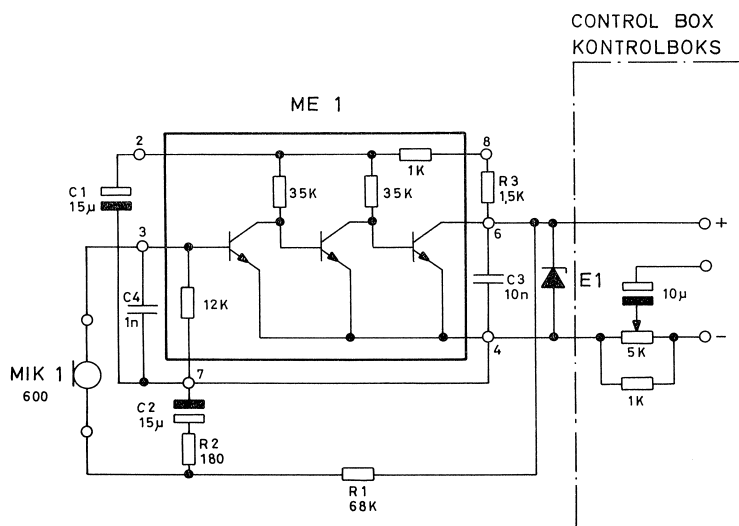 CONTROL BOX
KONTROLBOKS
ME 1
2
8
1K
R3
1,5K
C1
15µ
35K
35K
6
+
3
C4
1n
12K
C3
10n
E1
10µ
4
5K
−
MIK 1
600
7
1K
C2
15µ
R2
180
R1
68K